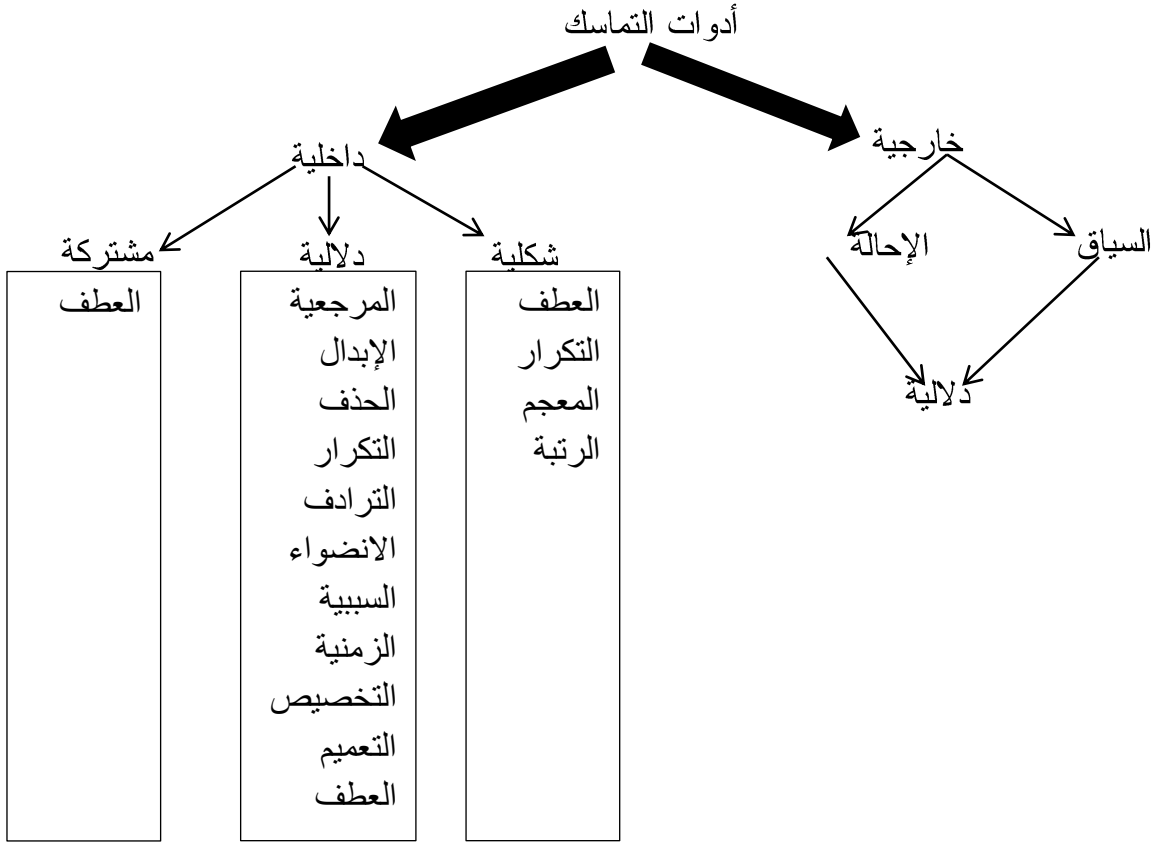 أدوات التماسك
خارجية
داخلية
السياق
الإحالة
دلالية
شكلية
العطف
التكرار
المعجم
الرتبة
دلالية
المرجعية
الإبدال
الحذف
التكرار
الترادف
الانضواء
السببية
الزمنية
التخصيص
التعميم
العطف
مشتركة
العطف